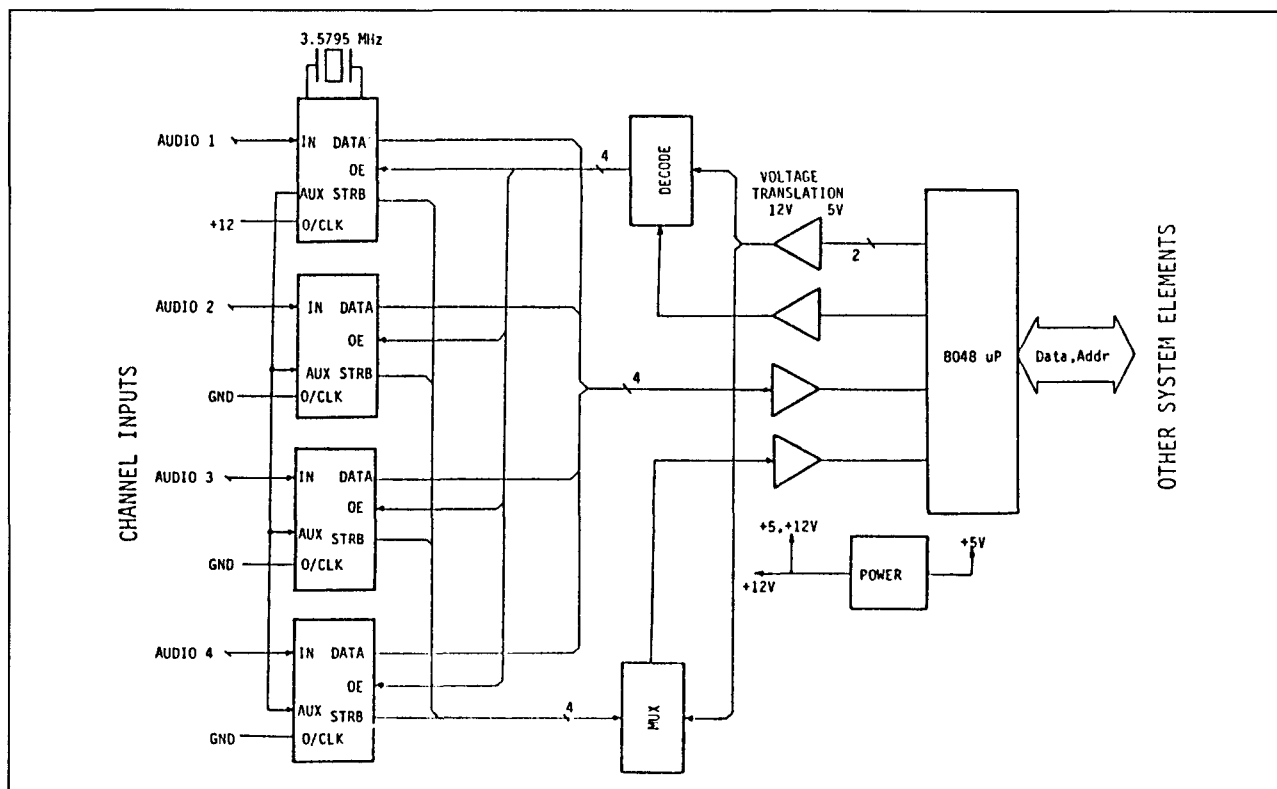 3.5795 MHz
AUDIO 1
IN DATA
OE
AUX STRB
+12
O/CLK
4
DECODE
VOLTAGE
TRANSLATION
12V 5V
2
AUDIO 2
IN DATA
OE
AUX STRB
GND
O/CLK
4
8048 uP
Data,Addr
OTHER SYSTEM ELEMENTS
CHANNEL INPUTS
AUDIO 3
IN DATA
OE
AUX STRB
GND
O/CLK
+5,+12V
+12V
POWER
+5V
AUDIO 4
IN DATA
OE
AUX STRB
GND
O/CLK
4
MUX